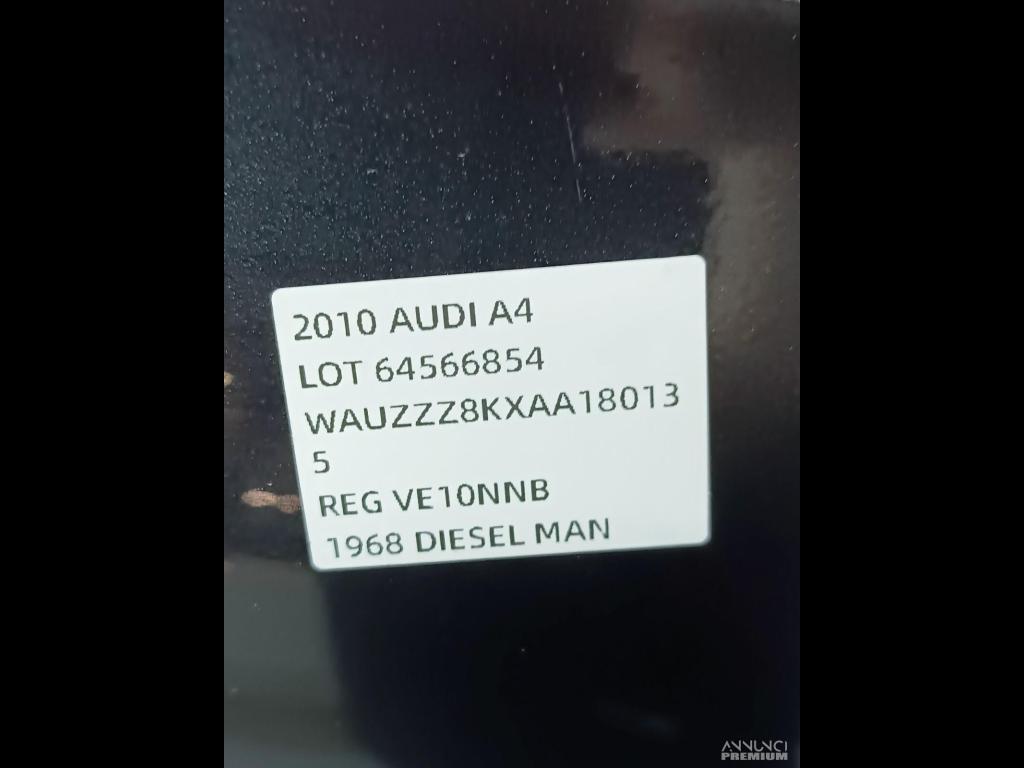 2010 AUDI A4
LOT 64566854
WAUZZZ8KXAA18013
5
REG VE10NNB
1968 DIESEL MAN
ANNUNCI
PREMIUM